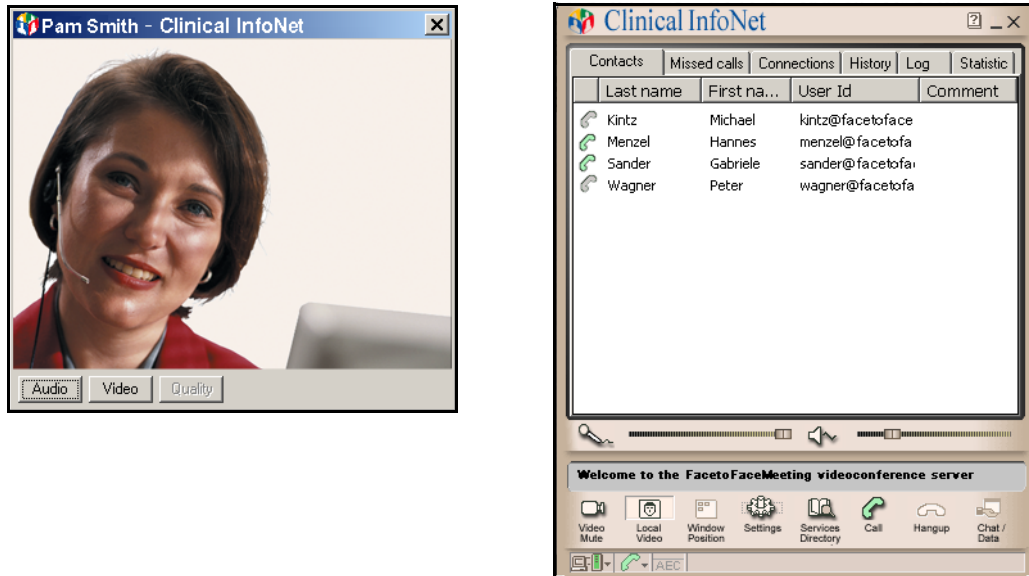 Pam Smith - Clinical InfoNet
Audio Video Quality
Clinical InfoNet
Contacts Missed calls Connections History Log Statistic
Last name First na... User Id Comment
Kintz Michael kintz@facetoface
Menzel Hannes menzel@facetofa
Sander Gabriele sander@facetofa
Wagner Peter wagner@facetofa
Welcome to the FacetoFaceMeeting videoconference server
Video Mute
Local Video
Window Position
Settings
Services Directory
Call
Hangup
Chat / Data
AEC